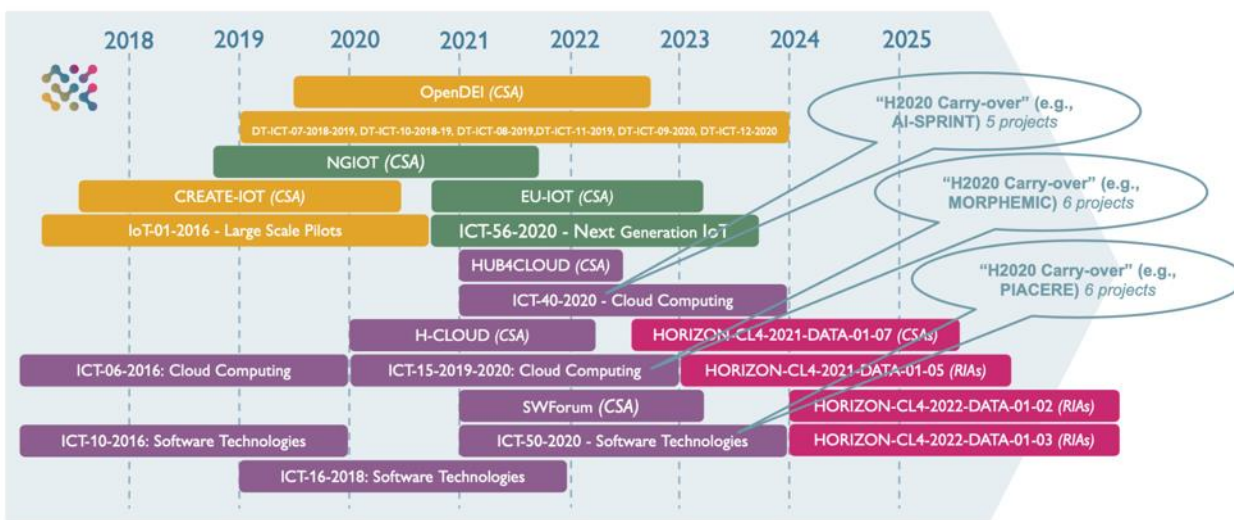 2018 2019 2020 2021 2022 2023 2024 2025
OpenDEI (CSA)
"H2020 Carry-over" (e.g.,
AI-SPRINT) 5 projects
DT-ICT-07-2018-2019, DT-ICT-10-2018-19, DT-ICT-08-2019,DT-ICT-11-2019, DT-ICT-09-2020, DT-ICT-12-2020
NGIOT (CSA)
CREATE-IOT (CSA)
EU-IOT (CSA)
"H2020 Carry-over" (e.g.,
MORPHEMIC) 6 projects
IoT-01-2016 - Large Scale Pilots
ICT-56-2020 - Next Generation IoT
HUB4CLOUD (CSA)
"H2020 Carry-over" (e.g.,
PIACERE) 6 projects
ICT-40-2020 - Cloud Computing
H-CLOUD (CSA)
HORIZON-CL4-2021-DATA-01-07 (CSAs)
ICT-06-2016: Cloud Computing
ICT-15-2019-2020: Cloud Computing
HORIZON-CL4-2021-DATA-01-05 (RIAs)
SWForum (CSA)
HORIZON-CL4-2022-DATA-01-02 (RIAs)
ICT-10-2016: Software Technologies
ICT-50-2020 - Software Technologies
HORIZON-CL4-2022-DATA-01-03 (RIAs)
ICT-16-2018: Software Technologies